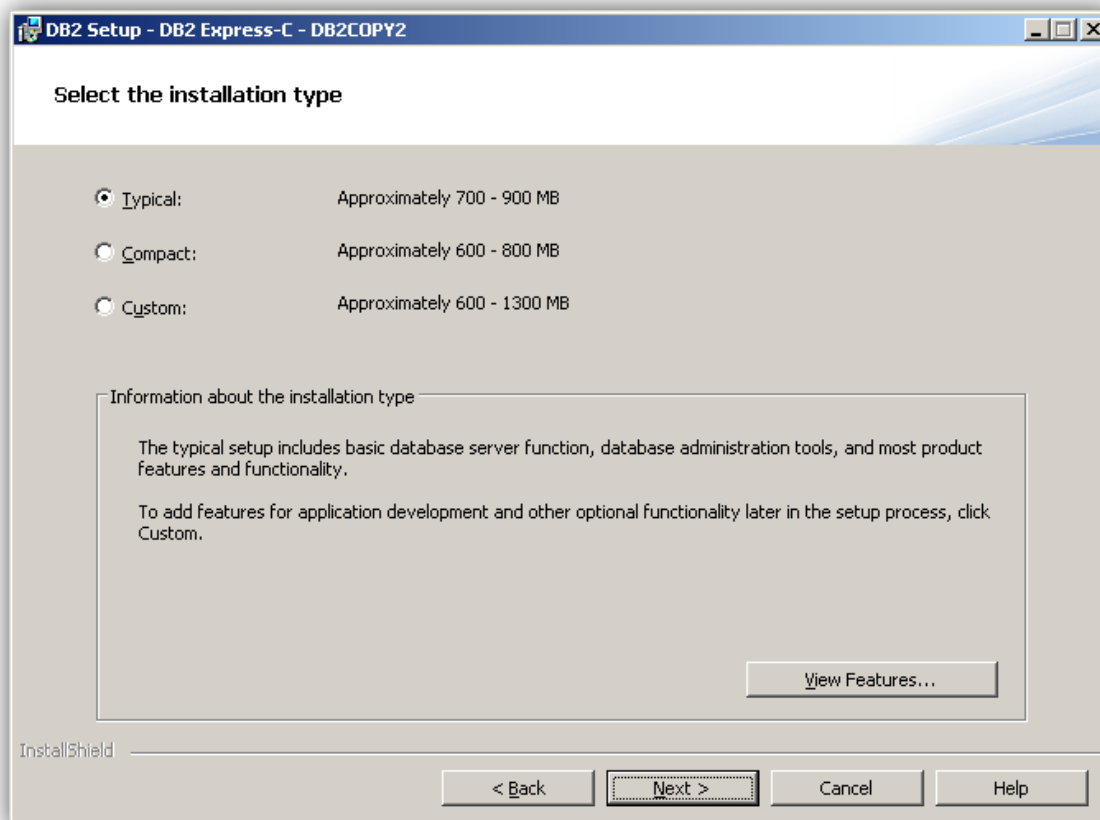 DB2 Setup - DB2 Express-C - DB2COPY2
Select the installation type
Typical: Approximately 700 - 900 MB
Compact: Approximately 600 - 800 MB
Custom: Approximately 600 - 1300 MB
Information about the installation type
The typical setup includes basic database server function, database administration tools, and most product
features and functionality.
To add features for application development and other optional functionality later in the setup process, click
Custom.
View Features...
InstallShield
< Back Next > Cancel Help